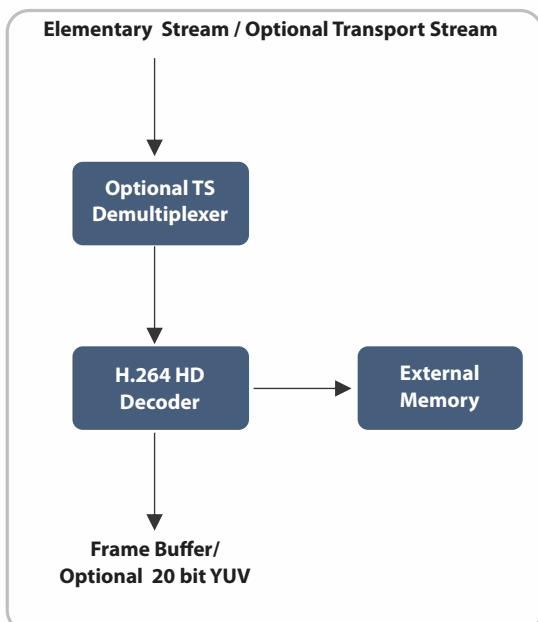 Elementary Stream / Optional Transport Stream
Optional TS
Demultiplexer
H.264 HD
Decoder
External
Memory
Frame Buffer/
Optional 20 bit YUV